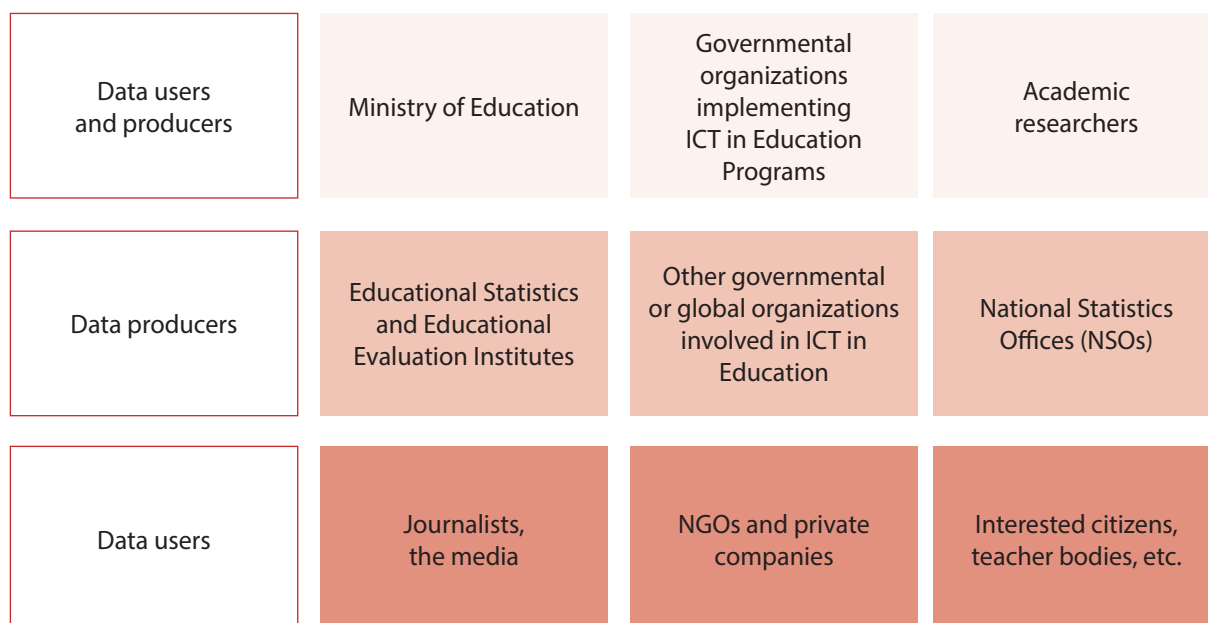 Data users
and producers
Ministry of Education
Governmental
organizations
implementing
ICT in Education
Programs
Academic
researchers
Data producers
Educational Statistics
and Educational
Evaluation Institutes
Other governmental
or global organizations
involved in ICT in
Education
National Statistics
Offices (NSOs)
Data users
Journalists,
the media
NGOs and private
companies
Interested citizens,
teacher bodies, etc.